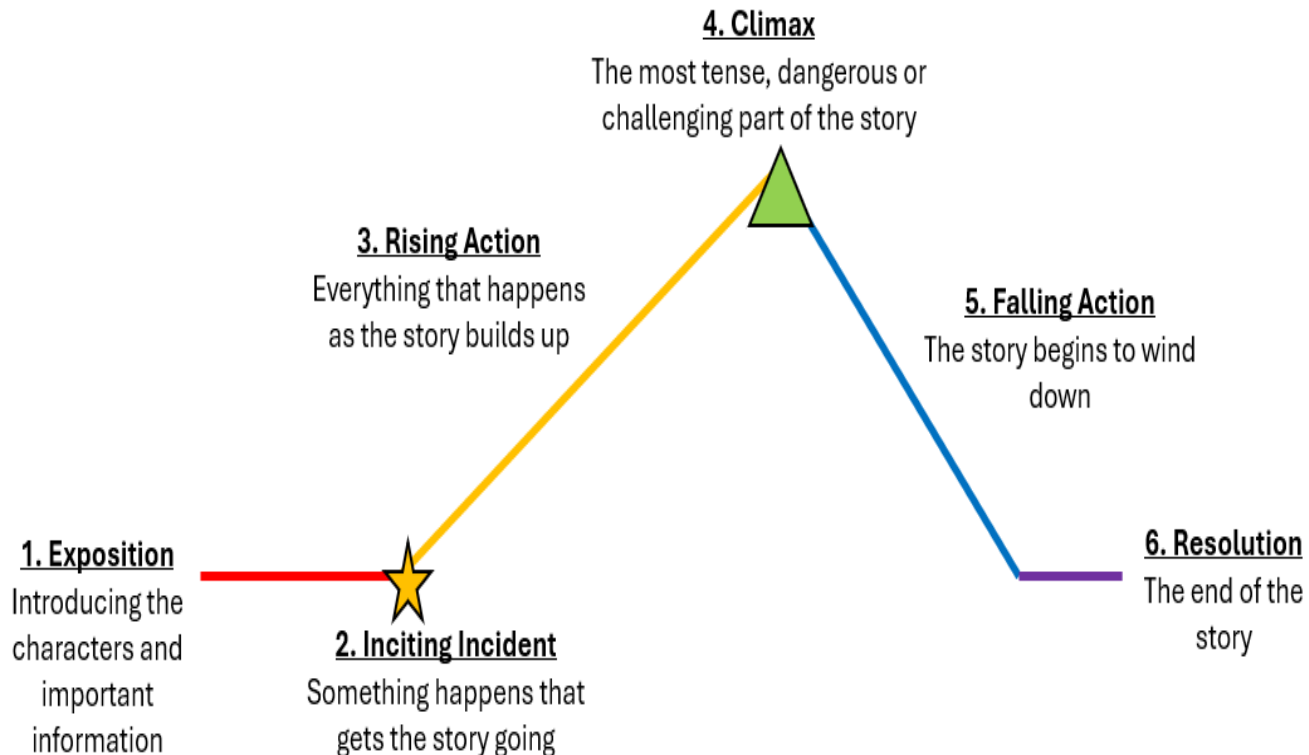 1. Exposition
Introducing the
characters and
important
information
2. Inciting Incident
Something happens that
gets the story going
3. Rising Action
Everything that happens
as the story builds up
4. Climax
The most tense, dangerous or
challenging part of the story
5. Falling Action
The story begins to wind
down
6. Resolution
The end of the
story